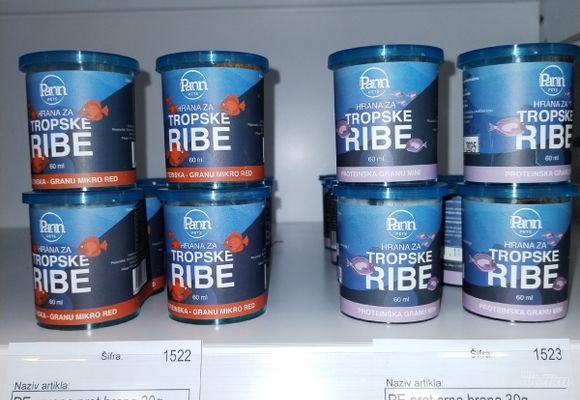 Pann
PETS
HRANA ZA
TROPSKE
RIBE
60 ml
INSKA - GRANU MIKRO RED
Pann
PETS
HRANA ZA
TROPSKE
RIBE
60 ml
TEINSKA - GRANU MIKRO RED
Pann
PETS
HRANA ZA
TROPSKE
RIBE
60 ml
PROTEINSKA GRANU MINI
Pann
PETS
HRANA ZA
TROPSKE
RIBE
60 ml
PROTEINSKA GRANU
2025
Pann
PETS
HRANA ZA
TROPSKE
RIBE
60 ml
TEINSKA - GRANU MIKRO RED
Pann
PETS
HRANA ZA
TROPSKE
RIBE
60 ml
TEINSKA - GRANU MIKRO RED
Pann
PETS
HRANA ZA
TROPSKE
RIBE
60 ml
PROTEINSKA GRANU MINI
Pann
PETS
HRANA ZA
TROPSKE
RIBE
60 ml
PROTEINSKA GRANU MINI
Šifra: 1522
Naziv artikla:
Šifra: 1523
Naziv artikla: